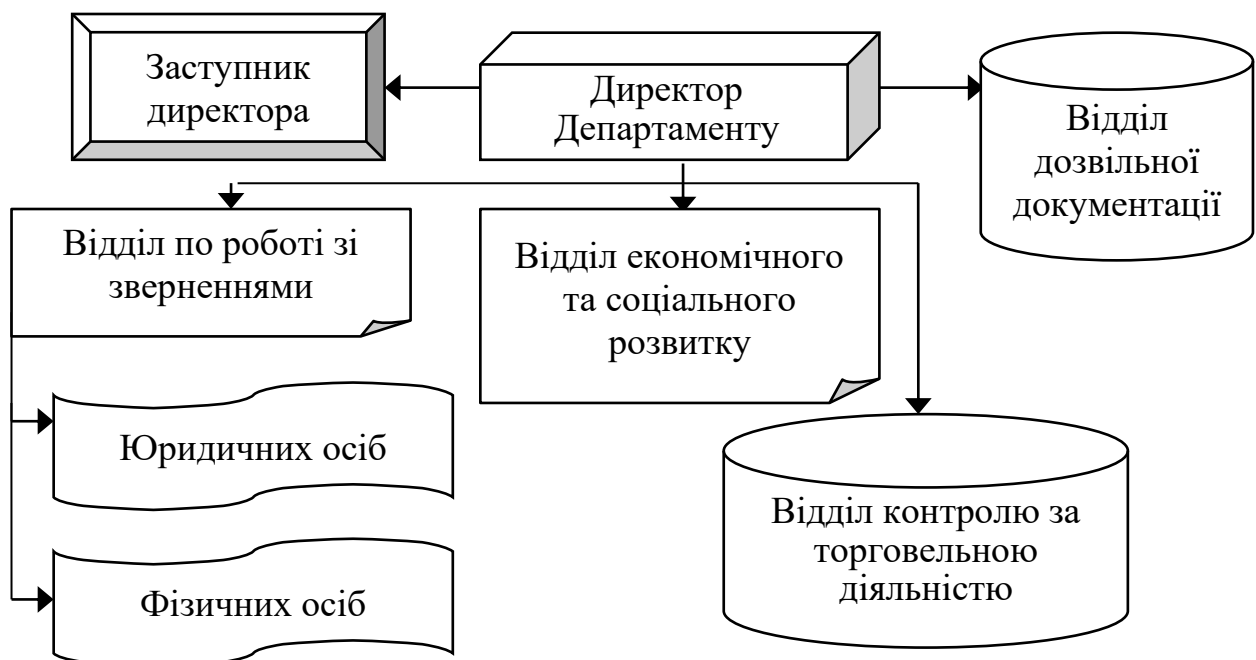 Заступник
директора
Директор
Департаменту
Відділ
дозвільної
документації
Відділ по роботі зі
зверненнями
Відділ економічного
та соціального
розвитку
Юридичних осіб
Відділ контролю за
торговельною
діяльністю
Фізичних осіб